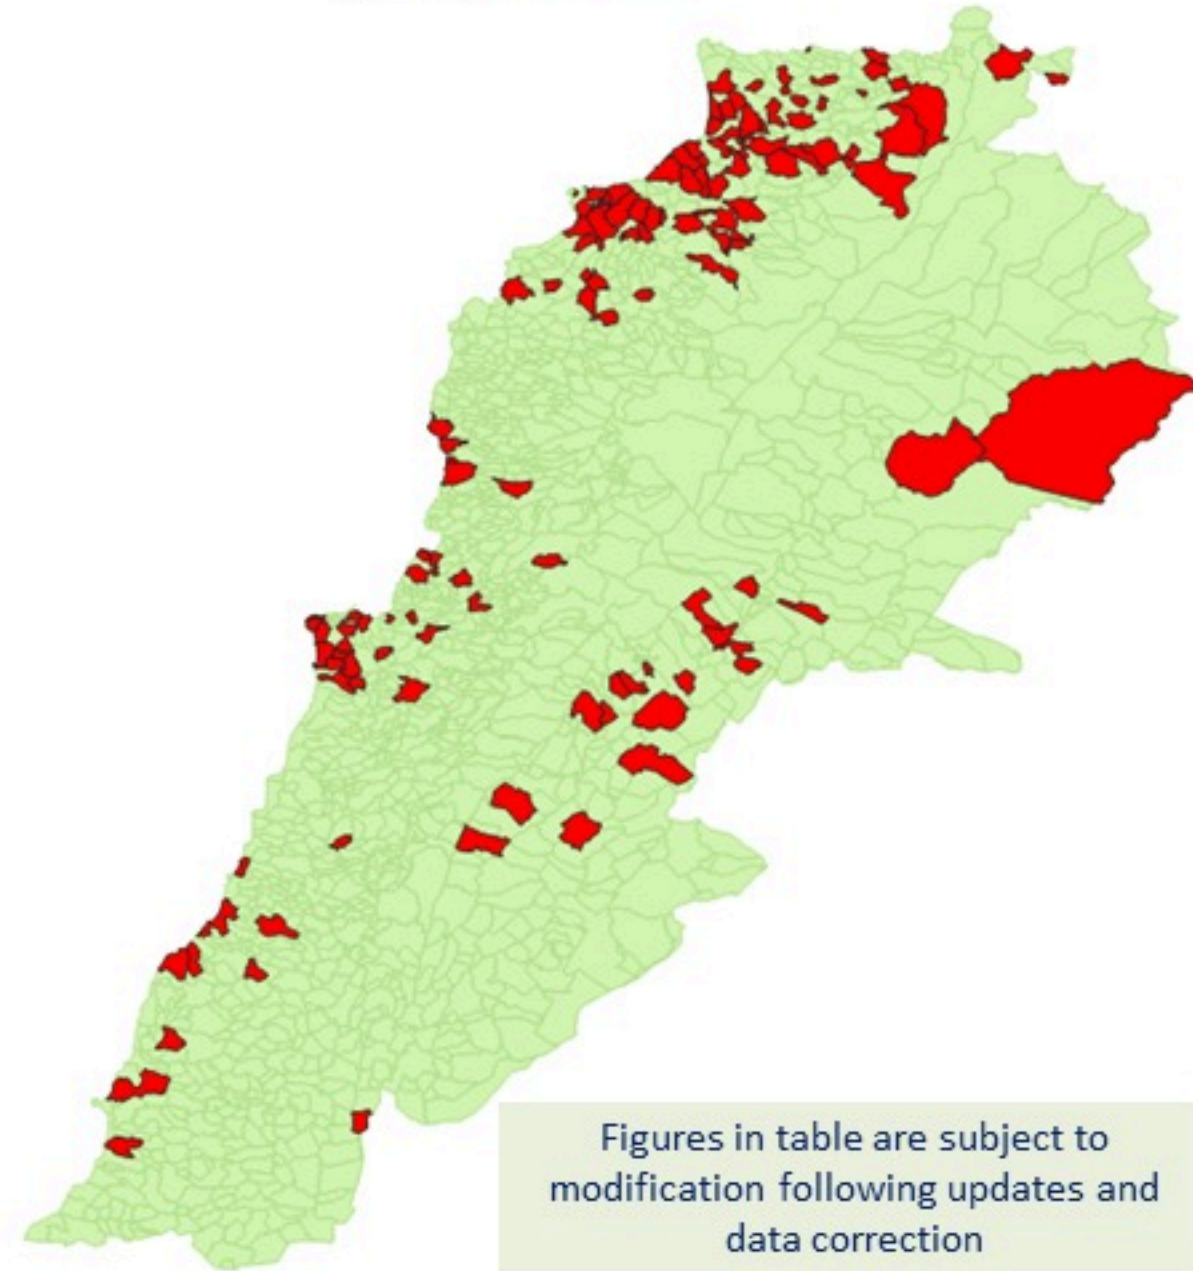 Figures in table are subject to
modification following updates and
data correction